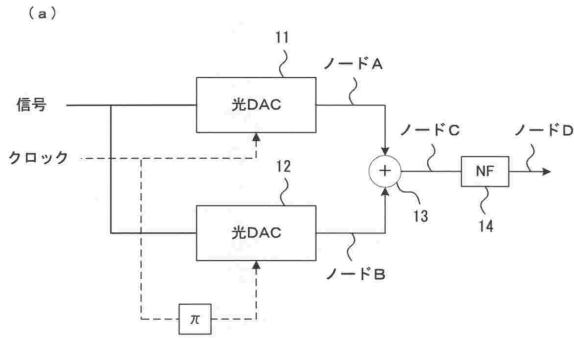 (a)
11
ノードA
信号
光DAC
ノードC
ノードD
クロック
+
NF
12
13
14
光DAC
ノードB
π